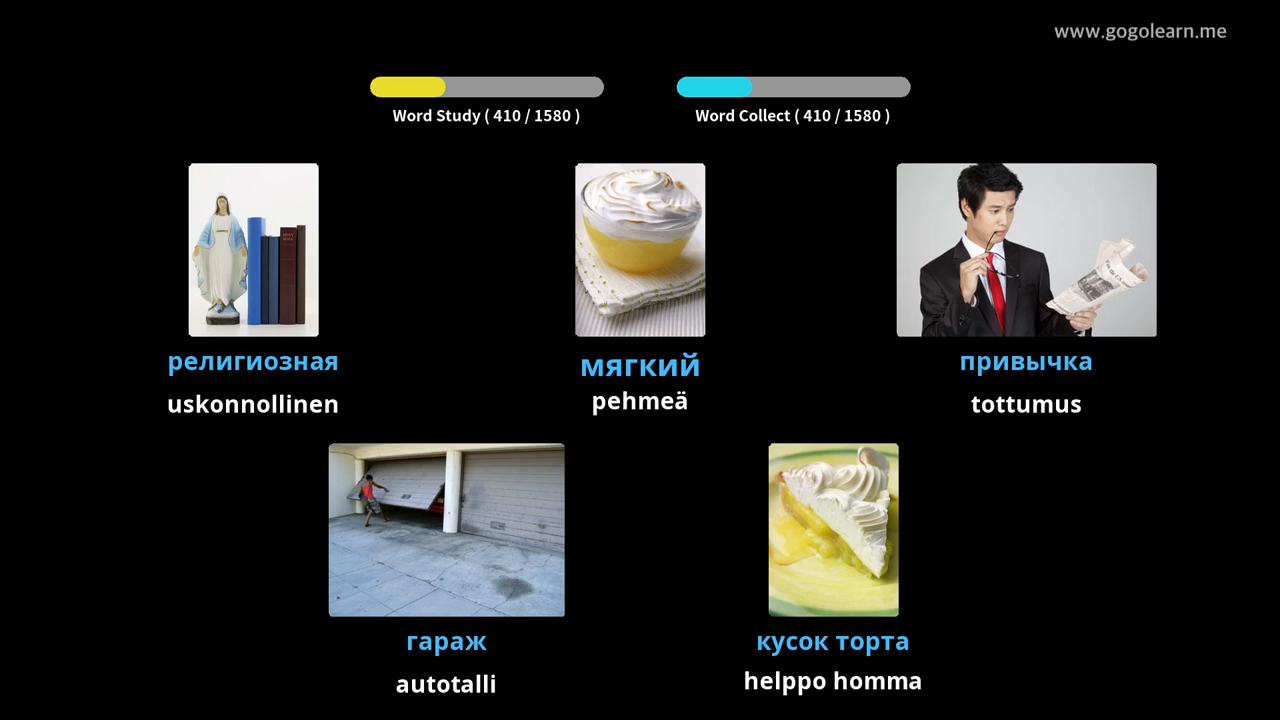 www.gogolearn.me
Word Study ( 410 / 1580 )
Word Collect ( 410 / 1580 )
религиозная
uskonnollinen
мягкий
pehmeä
привычка
tottumus
гараж
autotalli
кусок торта
helppo homma